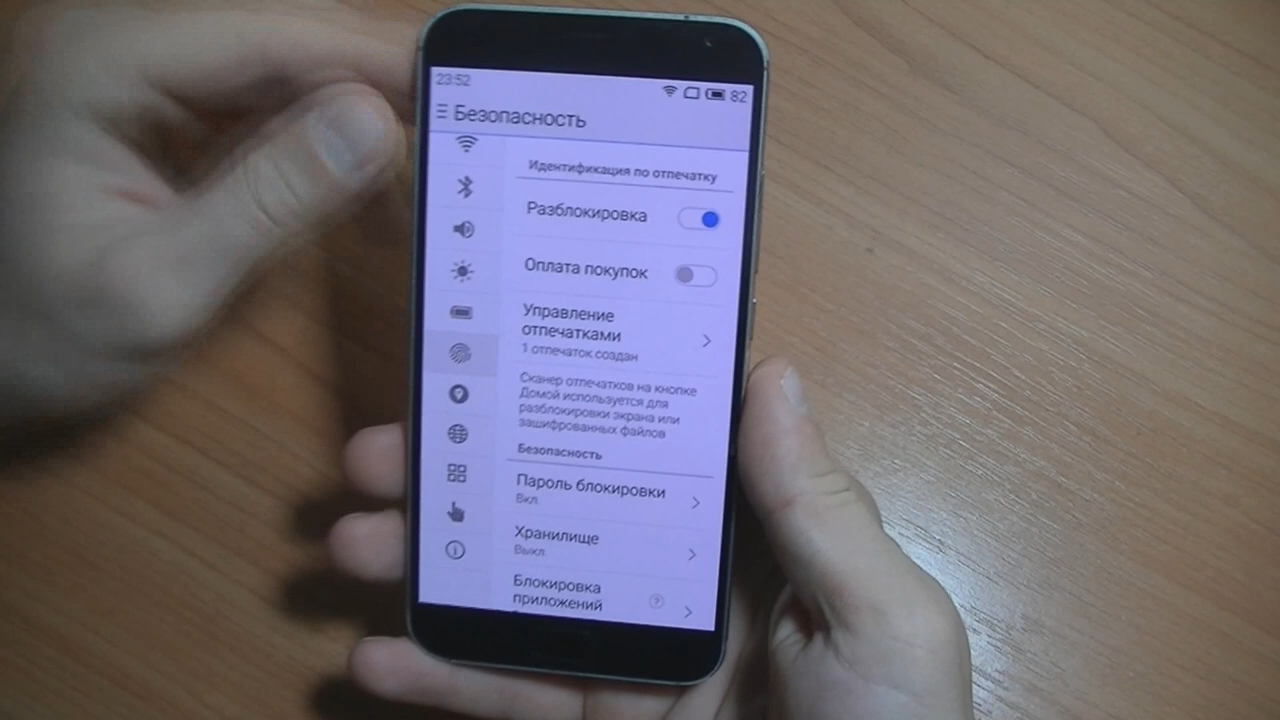 23:52
82
Безопасность
Идентификация по отпечатку
Разблокировка
Оплата покупок
Управление
отпечатками
1 отпечаток создан
Сканер отпечатков на кнопке
Домой используется для
разблокировки экрана или
зашифрованных файлов
Безопасность
Пароль блокировки
Вкл.
Хранилище
Выкл.
Блокировка
приложений